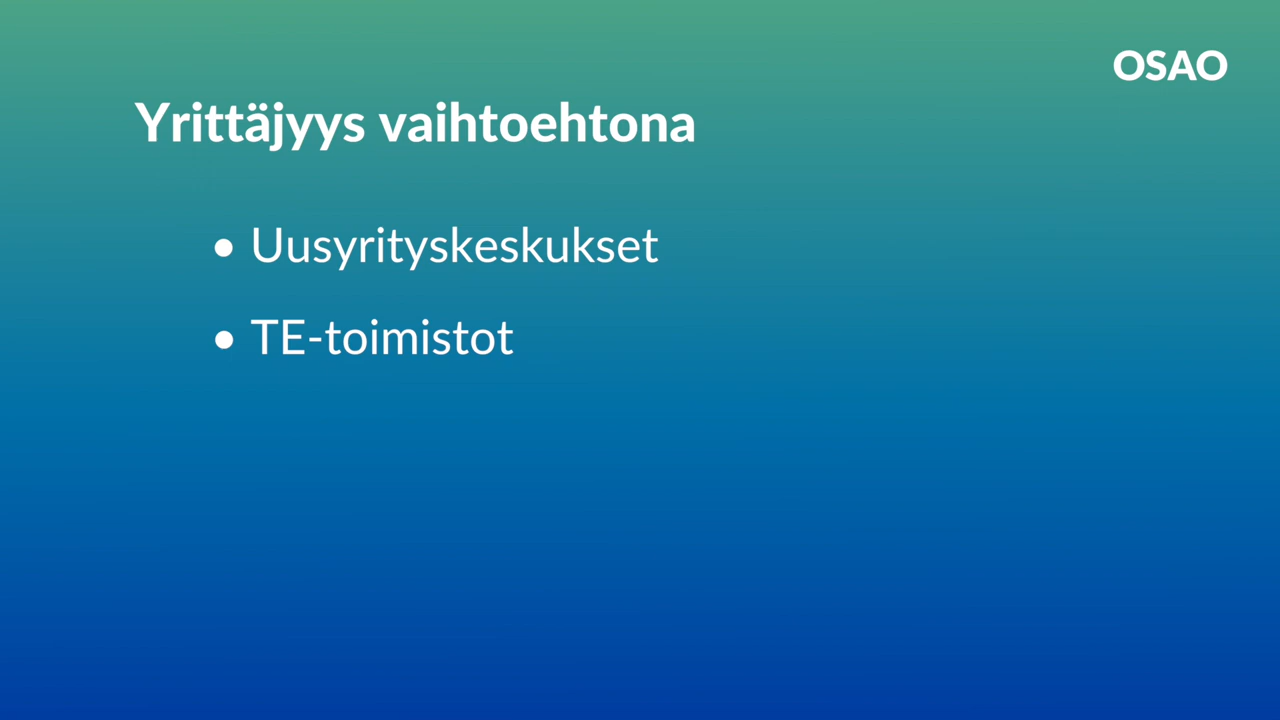 OSAO
Yrittäjyys vaihtoehtona
• Uusyrityskeskukset
• TE-toimistot